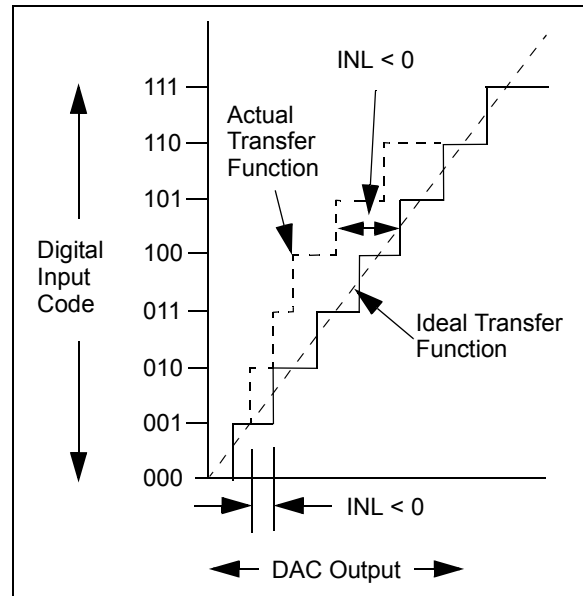 INL < 0
111
Actual
Transfer
Function
110
101
Digital
Input
Code
100
011
Ideal Transfer
Function
010
001
000
INL < 0
DAC Output